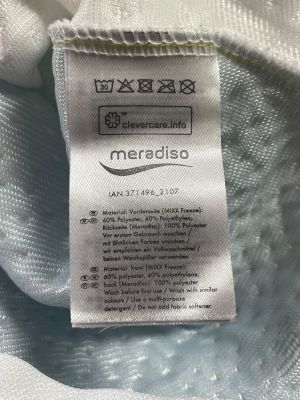 30
clevercare.info
meradiso
IAN 371496_2107
Material: Vorderseite (MIXX Freeze):
60% Polyester, 40% Polyethylen;
Rückseite (Meradiso): 100% Polyester
Vor erstem Gebrauch waschen /
mit ähnlichen Farben waschen /
wir empfehlen ein Vollwaschmittel /
keinen Weichspüler verwenden
Material: front (MIXX Freeze):
60% polyester, 40% polyethylene;
back (Meradiso): 100% polyester
Wash before first use / Wash with similar
colours / Use a multi-purpose
detergent / Do not add fabric softener